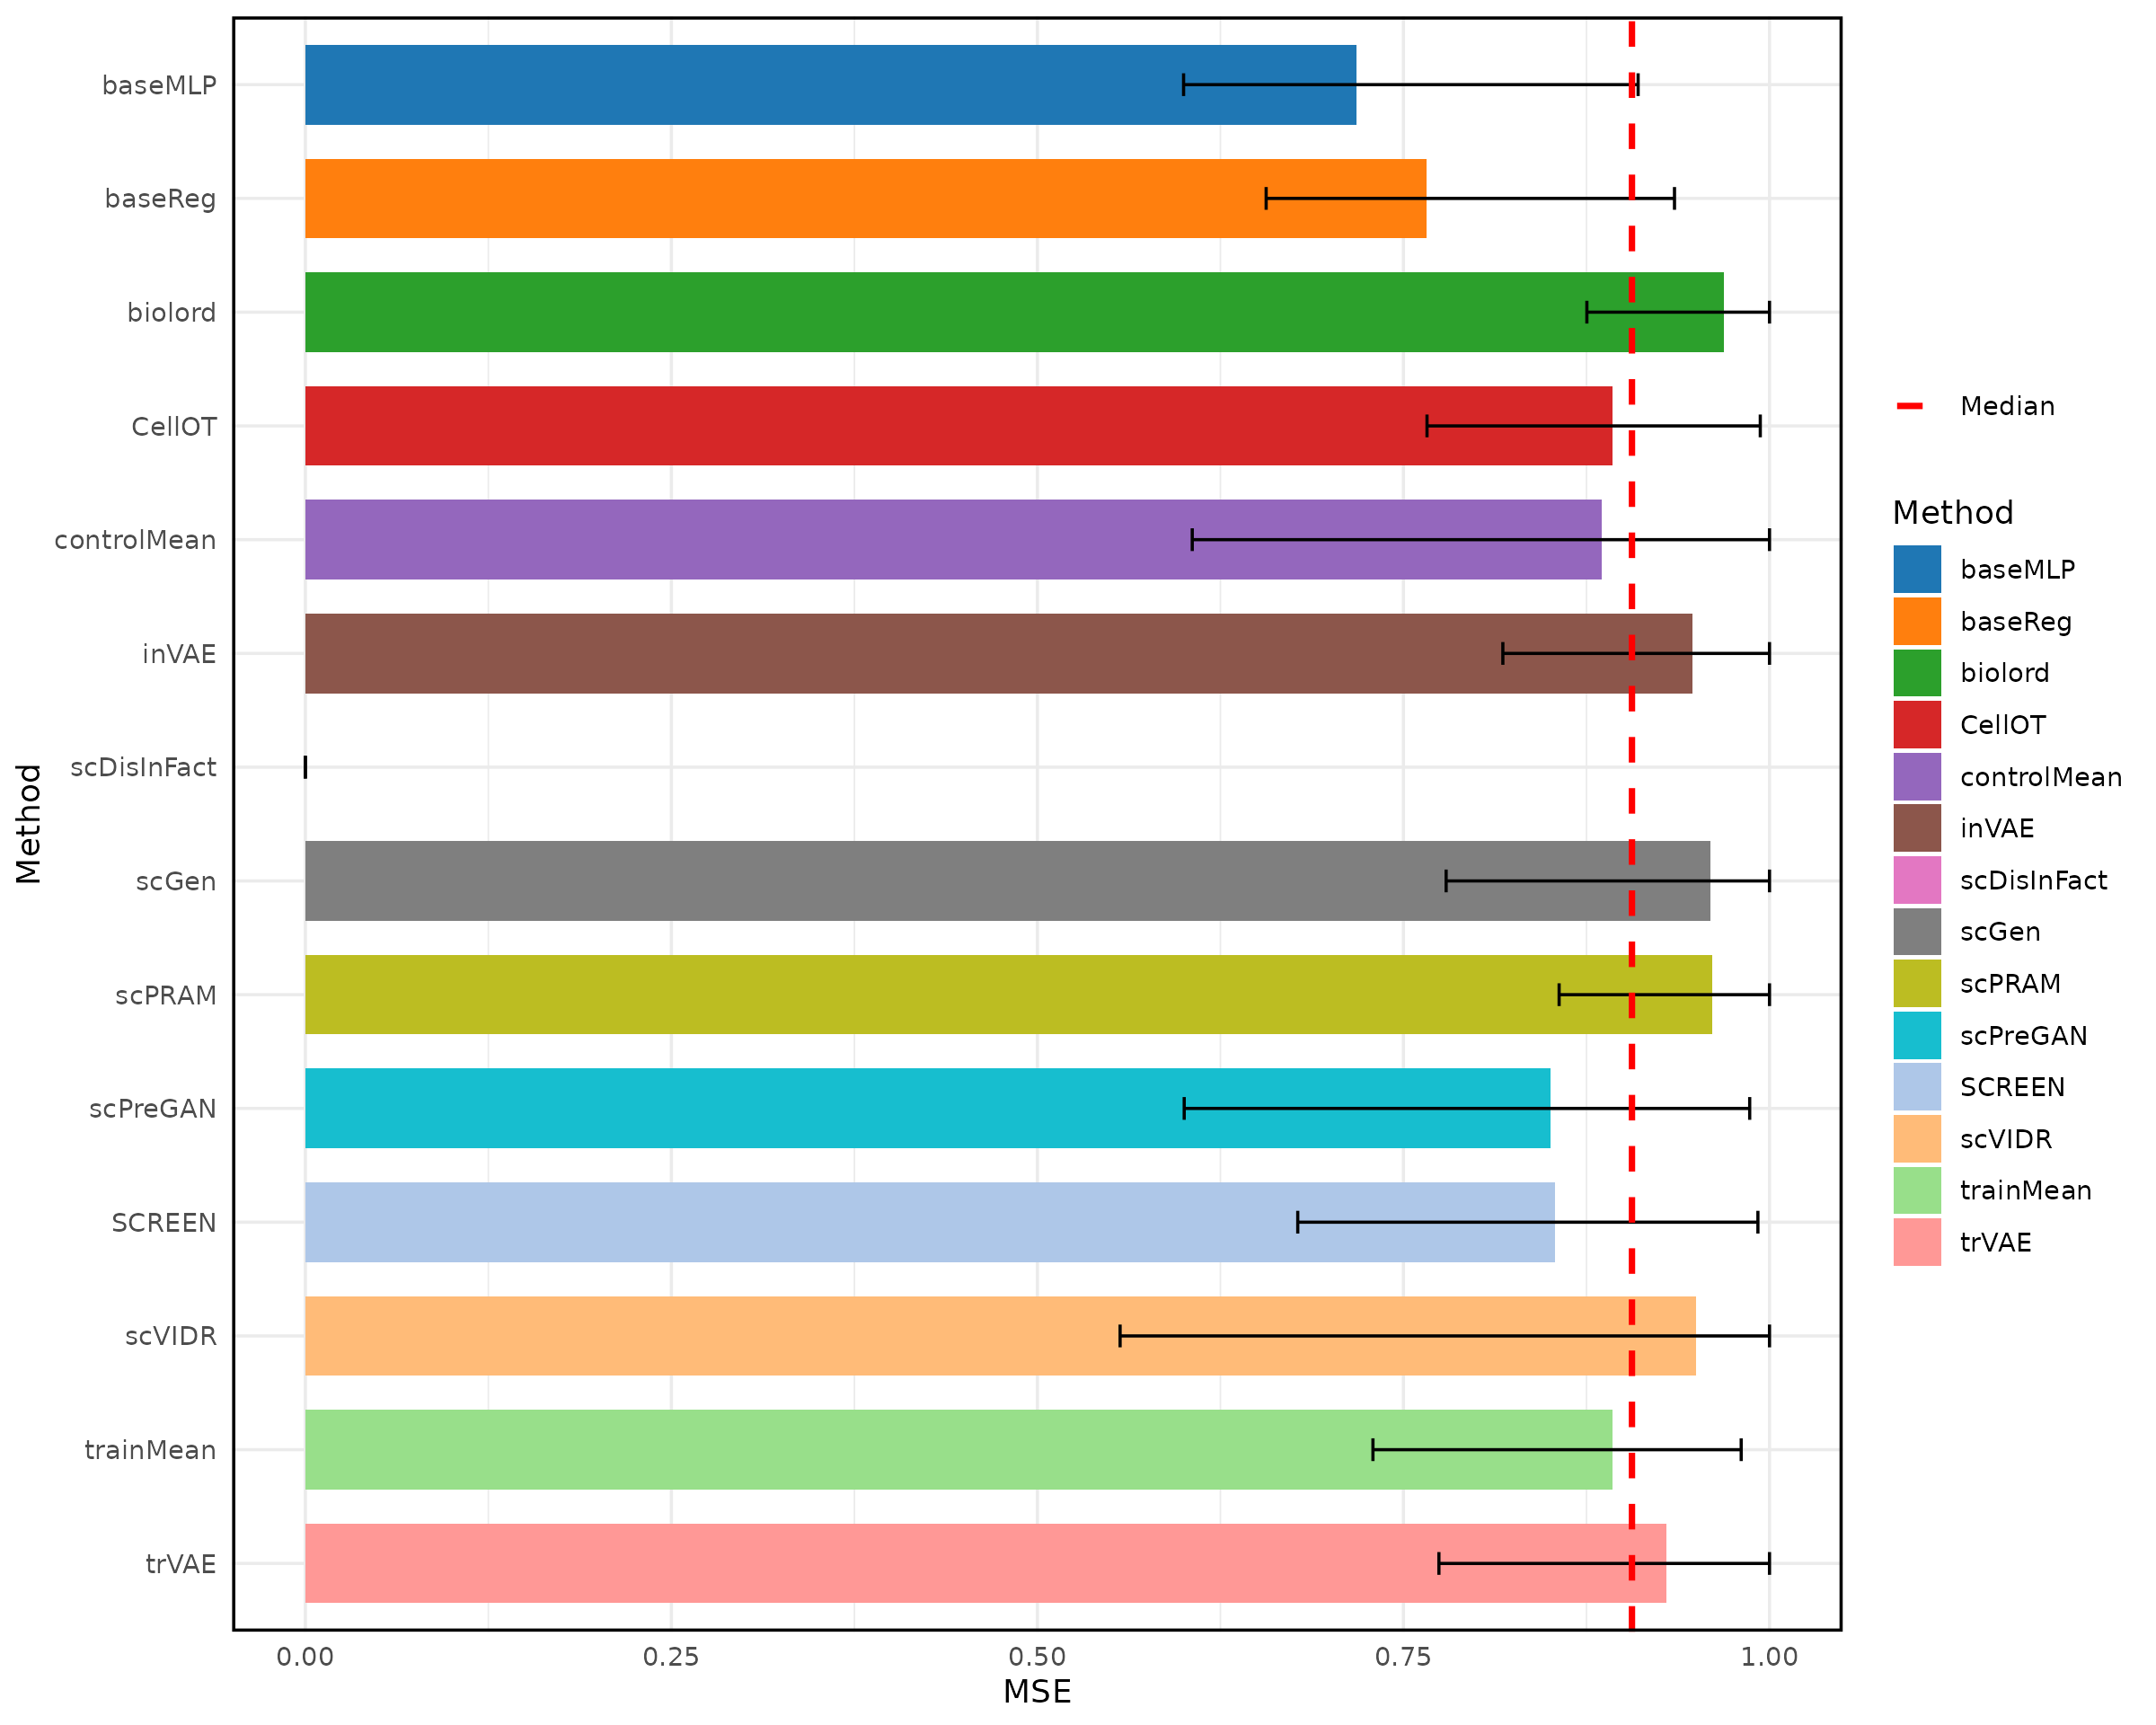 Method
baseMLP
baseReg
biolord
CellOT
controlMean
inVAE
scDisInFact
scGen
scPRAM
scPreGAN
SCREEN
scVIDR
trainMean
trVAE
0.00 0.25 0.50 0.75 1.00
MSE
Median
Method
baseMLP
baseReg
biolord
CellOT
controlMean
inVAE
scDisInFact
scGen
scPRAM
scPreGAN
SCREEN
scVIDR
trainMean
trVAE